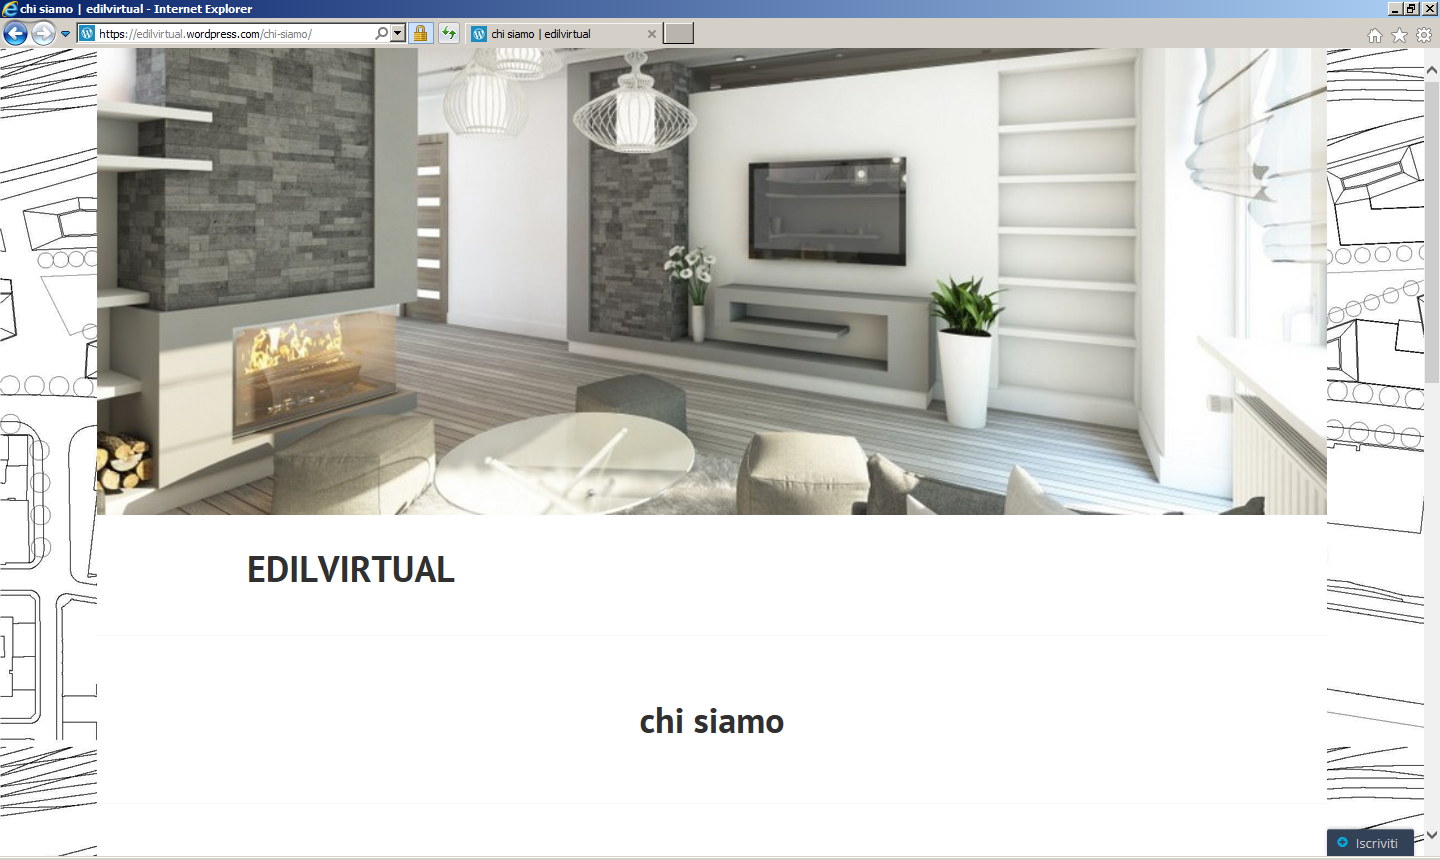 chi siamo | edilvirtual - Internet Explorer
https://edilvirtual.wordpress.com/chi-siamo/
chi siamo | edilvirtual
EDILVIRTUAL
chi siamo
Iscriviti